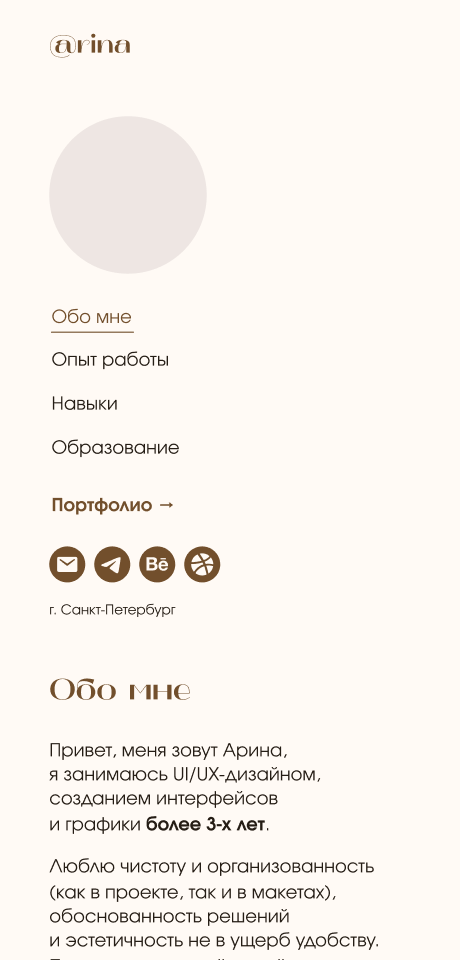 @rina
Обо мне
Опыт работы
Навыки
Образование
Портфолио →
Bē
г. Санкт-Петербург
Обо мне
Привет, меня зовут Арина,
я занимаюсь UI/UX-дизайном,
созданием интерфейсов
и графики более 3-х лет.
Люблю чистоту и организованность
(как в проекте, так и в макетах),
обоснованность решений
и эстетичность не в ущерб удобству.